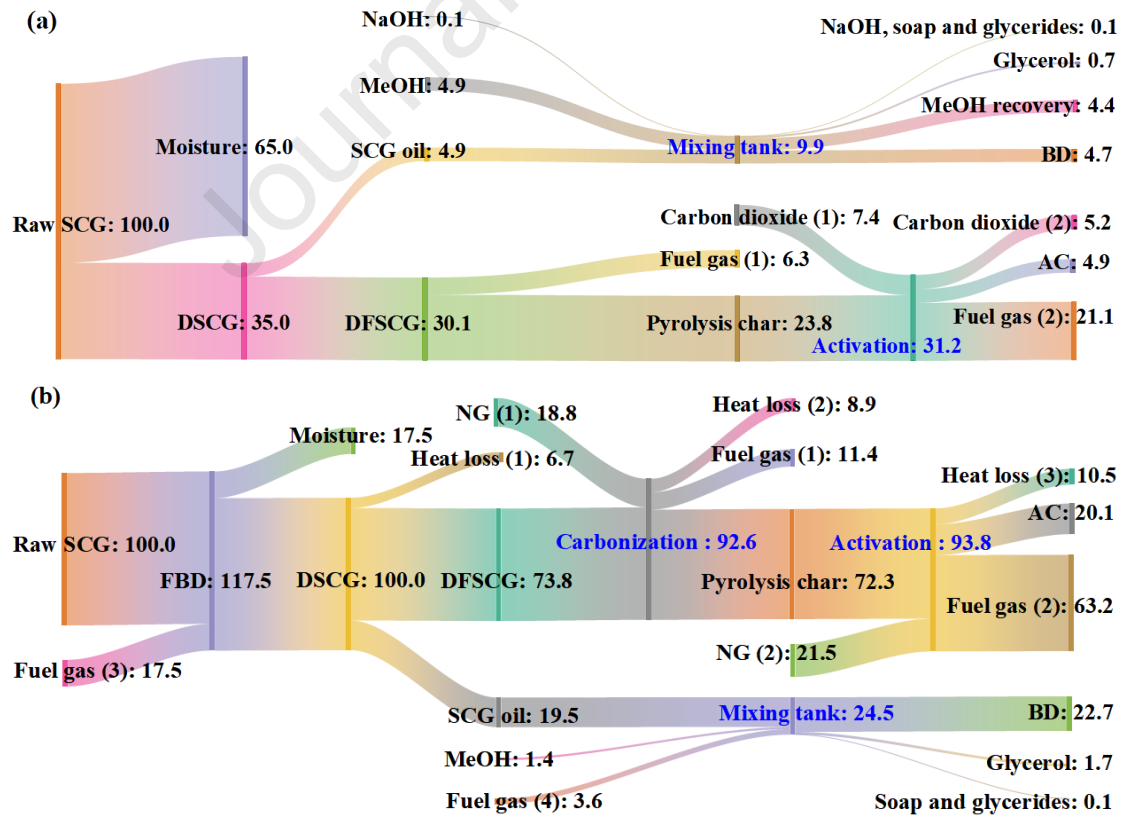 (a)
NaOH: 0.1
NaOH, soap and glycerides: 0.1
Glycerol: 0.7
MeOH: 4.9
MeOH recovery: 4.4
Moisture: 65.0
SCG oil: 4.9
Mixing tank: 9.9
BD: 4.7
Raw SCG: 100.0
Carbon dioxide (1): 7.4
Carbon dioxide (2): 5.2
Fuel gas (1): 6.3
AC: 4.9
DSCG: 35.0
DFSCG: 30.1
Pyrolysis char: 23.8
Fuel gas (2): 21.1
Activation: 31.2
Journal
(b)
NG (1): 18.8
Heat loss (2): 8.9
Moisture: 17.5
Heat loss (1): 6.7
Fuel gas (1): 11.4
Heat loss (3): 10.5
AC: 20.1
Raw SCG: 100.0
Carbonization : 92.6
Activation : 93.8
FBD: 117.5
DSCG: 100.0
DFSCG: 73.8
Pyrolysis char: 72.3
Fuel gas (2): 63.2
Fuel gas (3): 17.5
NG (2): 21.5
SCG oil: 19.5
Mixing tank: 24.5
BD: 22.7
MeOH: 1.4
Glycerol: 1.7
Fuel gas (4): 3.6
Soap and glycerides: 0.1